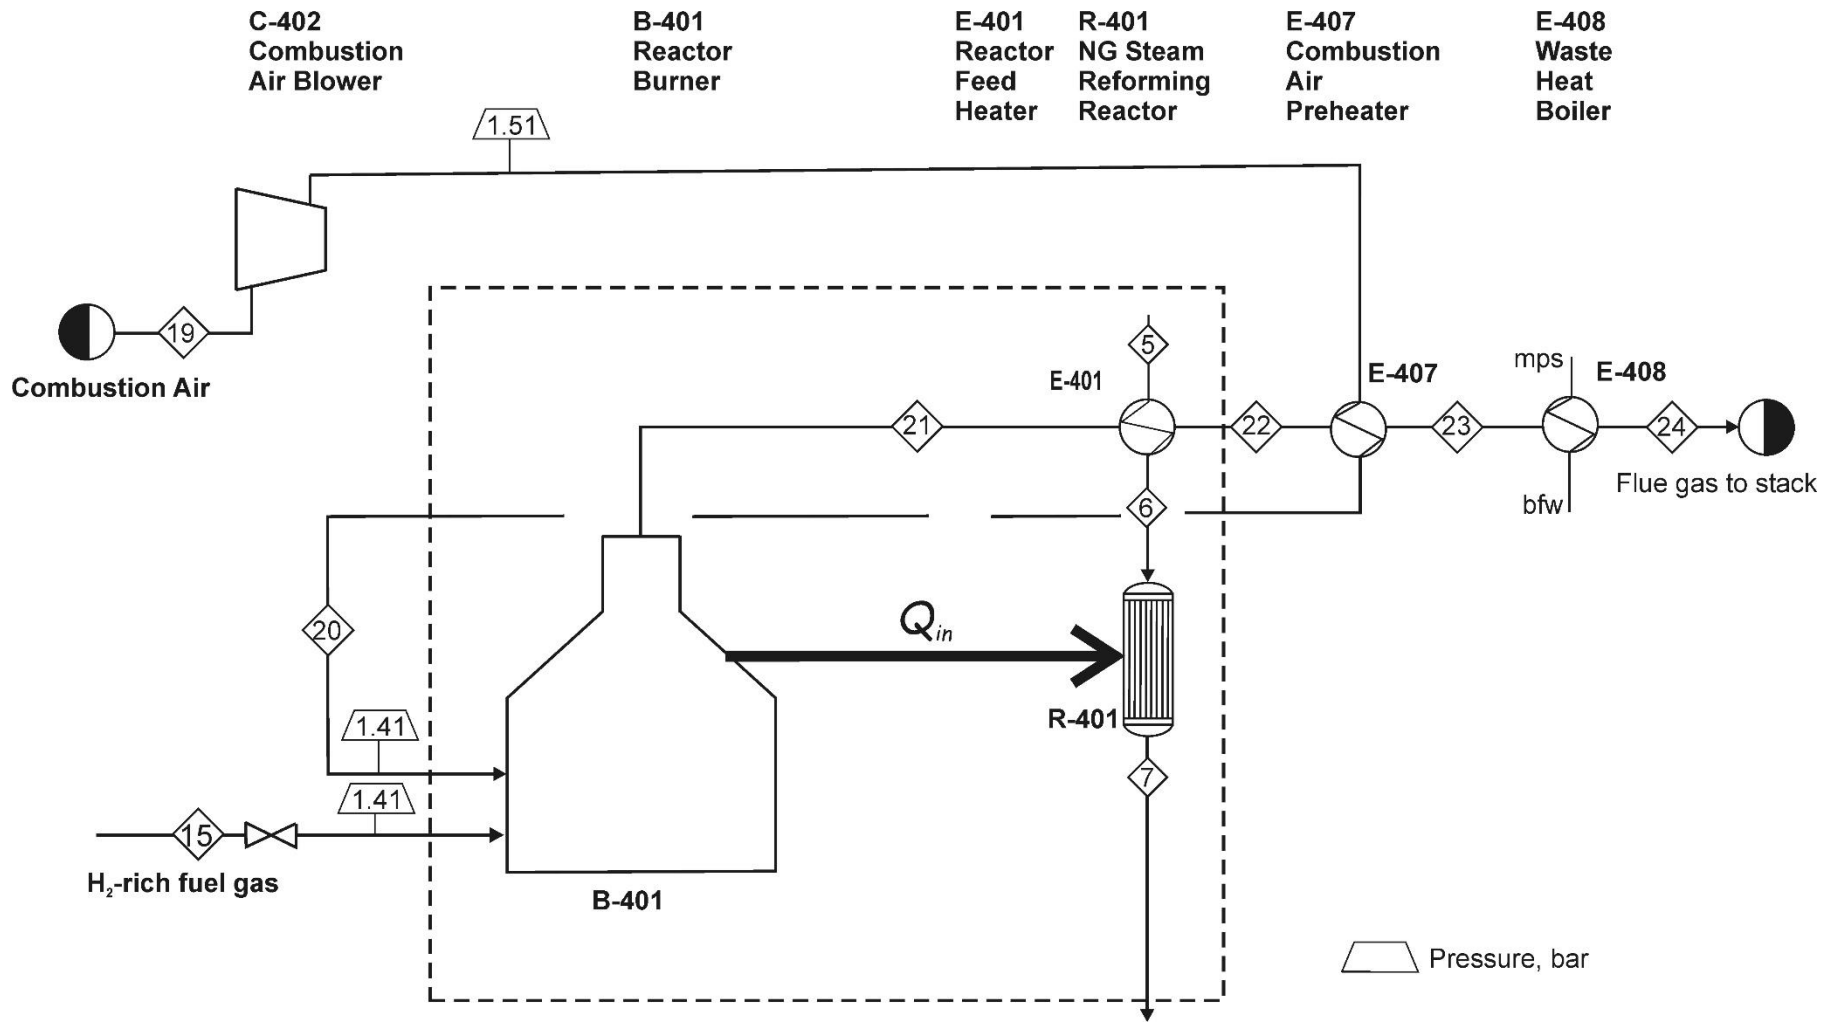 C-402
Combustion
Air Blower
B-401
Reactor
Burner
E-401
Reactor
Feed
Heater
R-401
NG Steam
Reforming
Reactor
E-407
Combustion
Air
Preheater
E-408
Waste
Heat
Boiler
1.51
19
Combustion Air
5
E-401
E-407
mps
E-408
21
22
23
24
Flue gas to stack
bfw
6
20
Qin
R-401
1.41
1.41
7
15
H₂-rich fuel gas
B-401
Pressure, bar